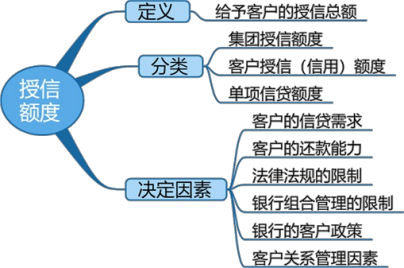 授信
额度
定义
给予客户的授信总额
分类
集团授信额度
客户授信（信用）额度
单项信贷额度
决定因素
客户的信贷需求
客户的还款能力
法律法规的限制
银行组合管理的限制
银行的客户政策
客户关系管理因素